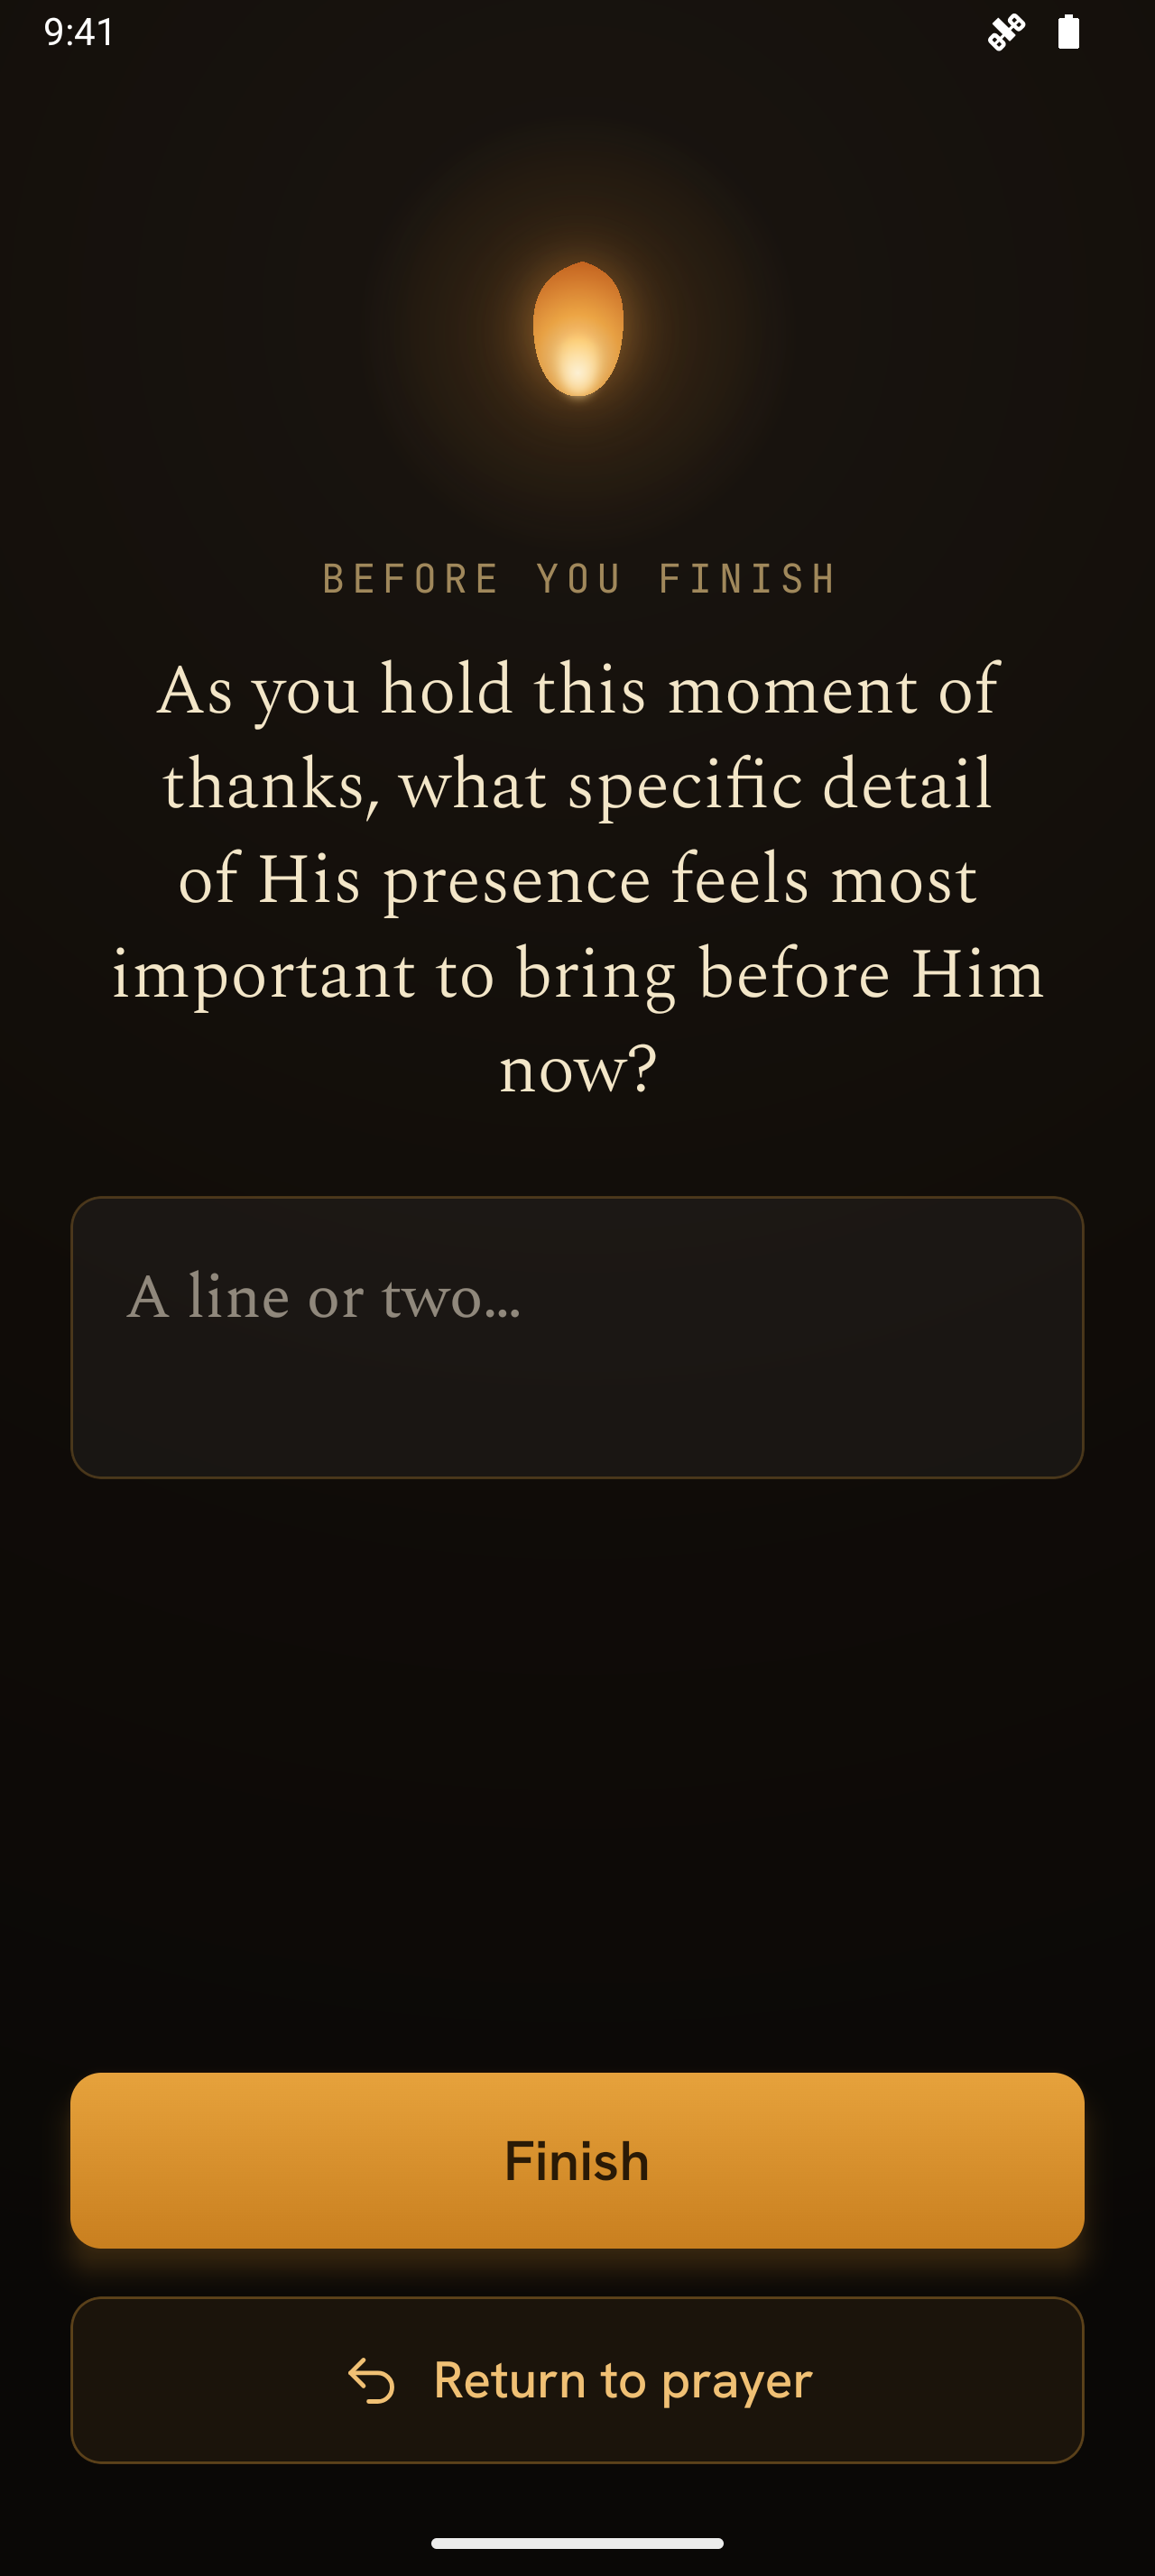 9:41
BEFORE YOU FINISH
As you hold this moment of
thanks, what specific detail
of His presence feels most
important to bring before Him
now?
A line or two…
Finish
Return to prayer